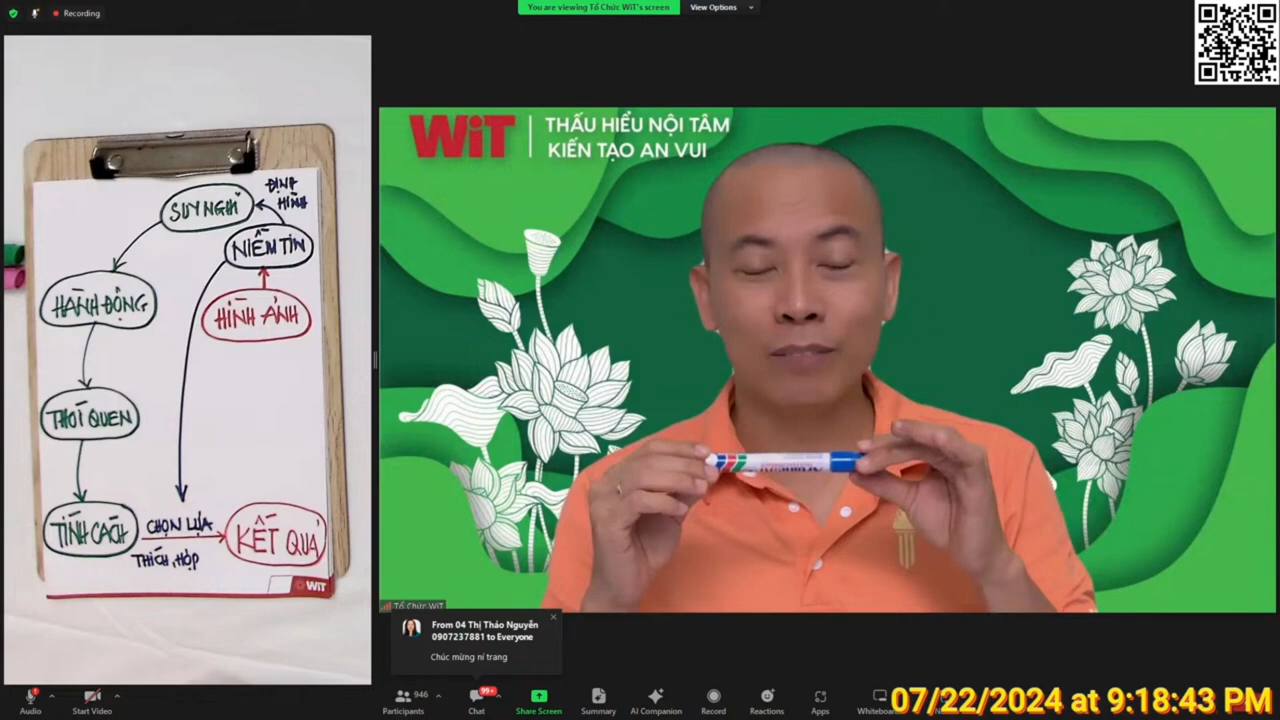 Recording
You are viewing Tổ Chức WiT's screen
View Options
ĐỊNH
HÌNH
SUY NGHĨ
NIỀM TIN
HÀNH ĐỘNG
HÌNH ẢNH
THÓI QUEN
TÍNH CÁCH
CHỌN LỰA
THÍCH HỢP
KẾT QUẢ
WiT
WiT
THẤU HIỂU NỘI TÂM
KIẾN TẠO AN VUI
Tổ Chức WiT
From 04 Thị Thảo Nguyễn
0907237881 to Everyone
Chúc mừng ní trang
Audio
Start Video
946
Participants
99+
Chat
Share Screen
Summary
AI Companion
Record
Reactions
Apps
07/22/2024 at 9:18:43 PM